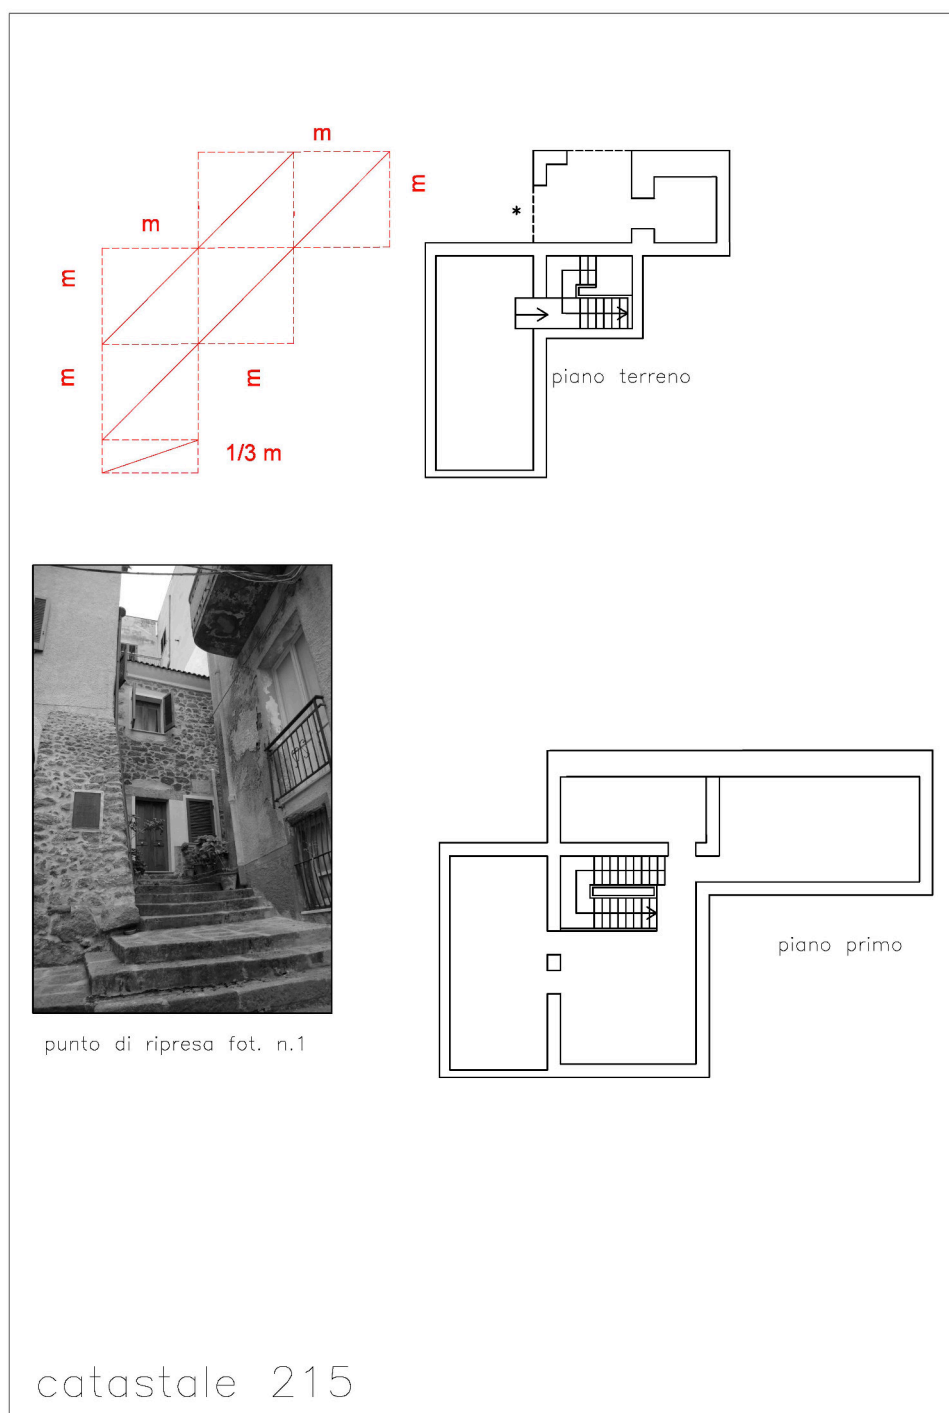 m
m
m
m
m
m
1/3 m
*
piano terreno
piano primo
punto di ripresa fot. n.1
catastale 215